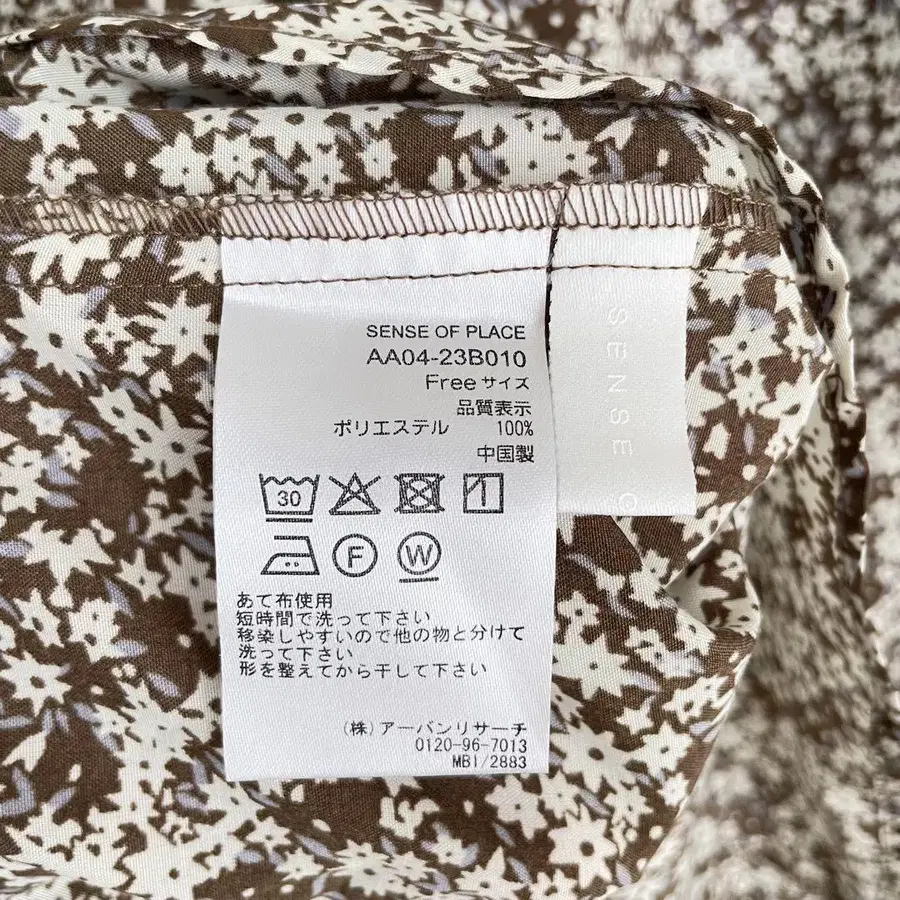 SENSE OF PLACE
AA04-23B010
Freeサイズ
品質表示
ポリエステル 100%
中国製
30
F W
あて布使用
短時間で洗って下さい
移染しやすいので他の物と分けて
洗って下さい
形を整えてから干して下さい
(株)アーバンリサーチ
0120-96-7013
MBI/2883
SENSE